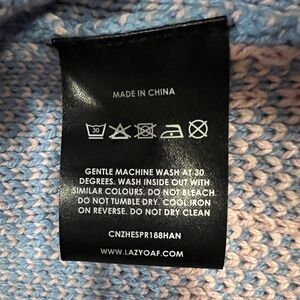 MADE IN CHINA
30
GENTLE MACHINE WASH AT 30
DEGREES. WASH INSIDE OUT WITH
SIMILAR COLOURS. DO NOT BLEACH.
DO NOT TUMBLE DRY. COOL IRON
ON REVERSE. DO NOT DRY CLEAN
CNZHESPR188HAN
WWW.LAZYOAF.COM